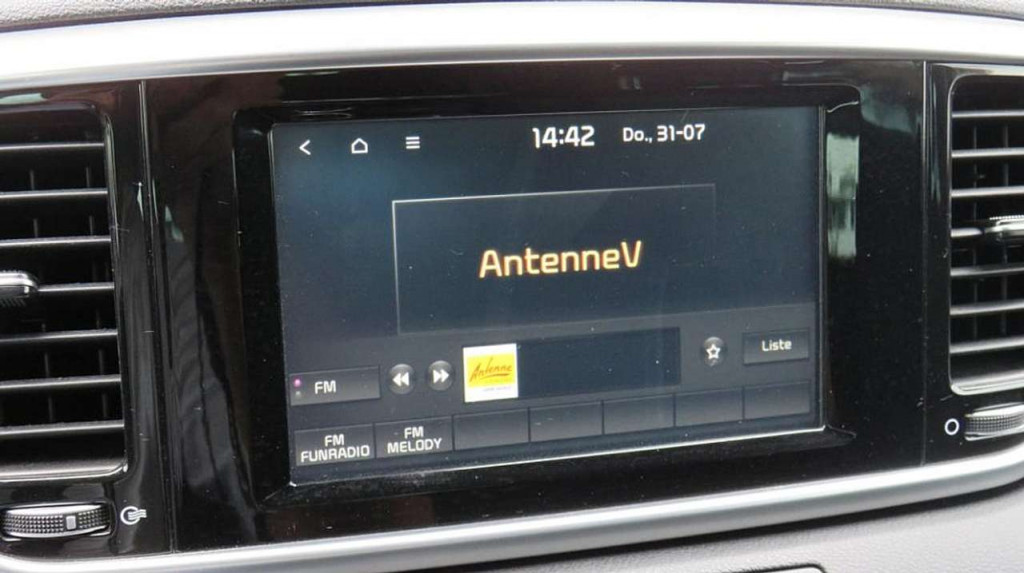 14:42 Do., 31-07
AntenneV
Antenne
Liste
FM
FM FUNRADIO
FM MELODY